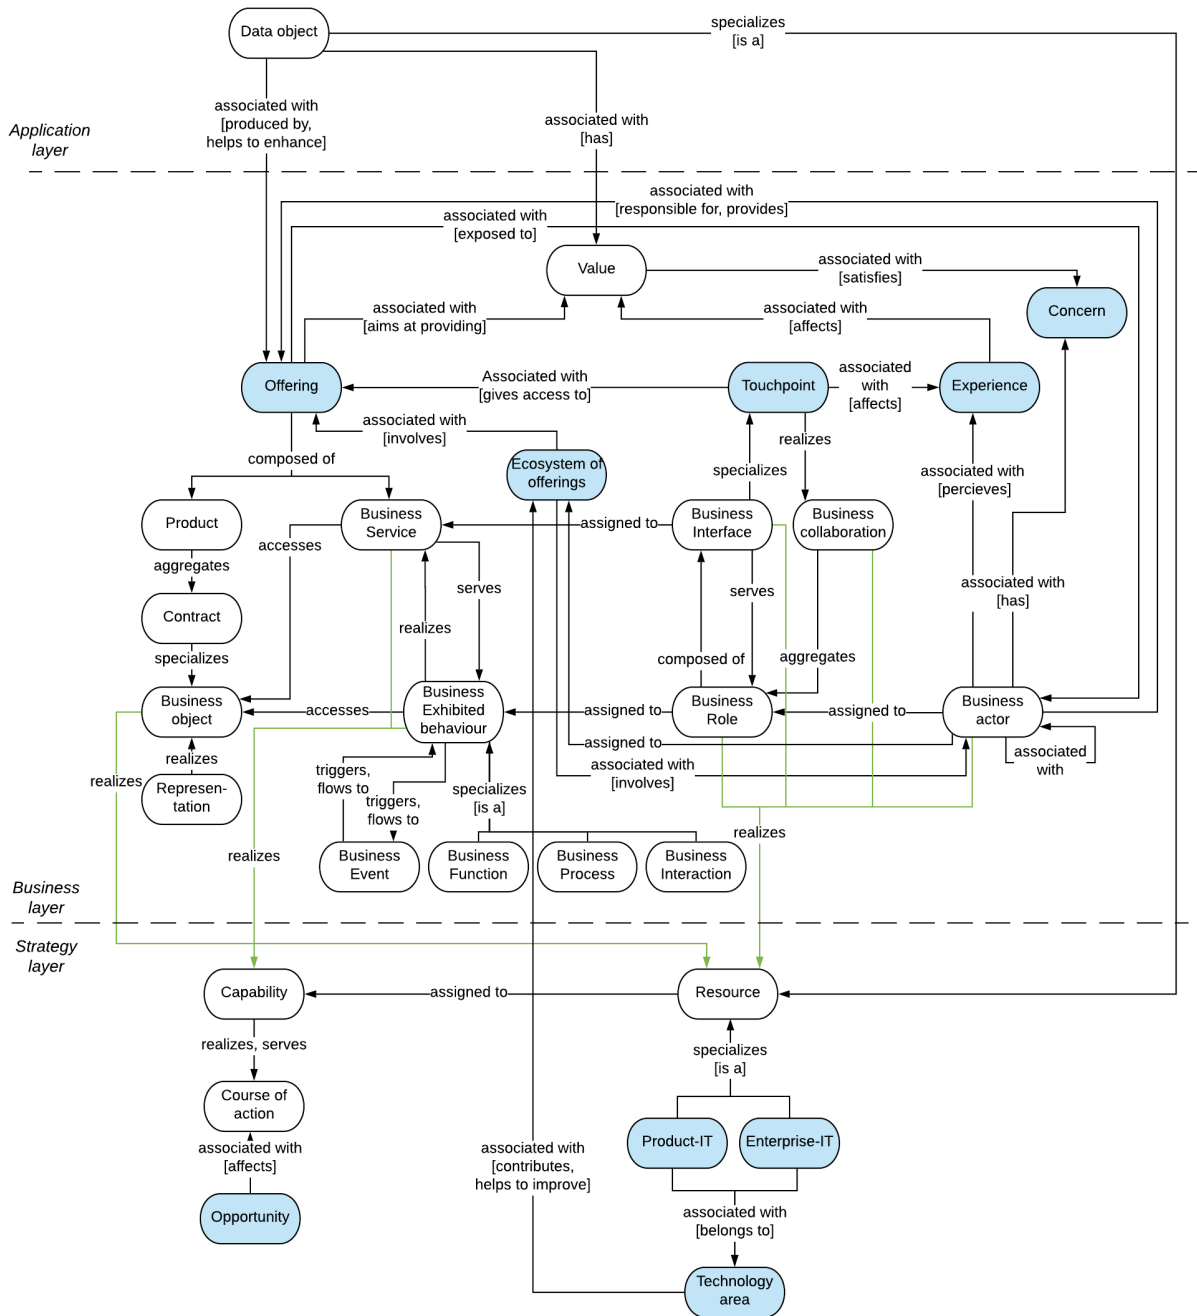 Data object
specializes
[is a]
associated with
[produced by,
helps to enhance]
associated with
[has]
Application
layer
associated with
[responsible for, provides]
associated with
[exposed to]
Value
associated with
[satisfies]
Concern
associated with
[aims at providing]
associated with
[affects]
Offering
Associated with
[gives access to]
Touchpoint
associated
with
[affects]
Experience
associated with
[involves]
realizes
composed of
Ecosystem of
offerings
specializes
associated with
[percieves]
Product
Business
Service
assigned to
Business
Interface
Business
collaboration
accesses
aggregates
serves
serves
associated with
[has]
Contract
realizes
specializes
composed of
aggregates
Business
object
accesses
Business
Exhibited
behaviour
assigned to
Business
Role
assigned to
Business
actor
assigned to
associated
with
realizes
realizes
associated with
[involves]
Represen-
tation
triggers,
flows to
triggers,
flows to
specializes
[is a]
realizes
realizes
Business
Event
Business
Function
Business
Process
Business
Interaction
Business
layer
Strategy
layer
Capability
assigned to
Resource
realizes, serves
specializes
[is a]
Course of
action
Product-IT
Enterprise-IT
associated with
[affects]
associated with
[contributes,
helps to improve]
Opportunity
associated with
[belongs to]
Technology
area